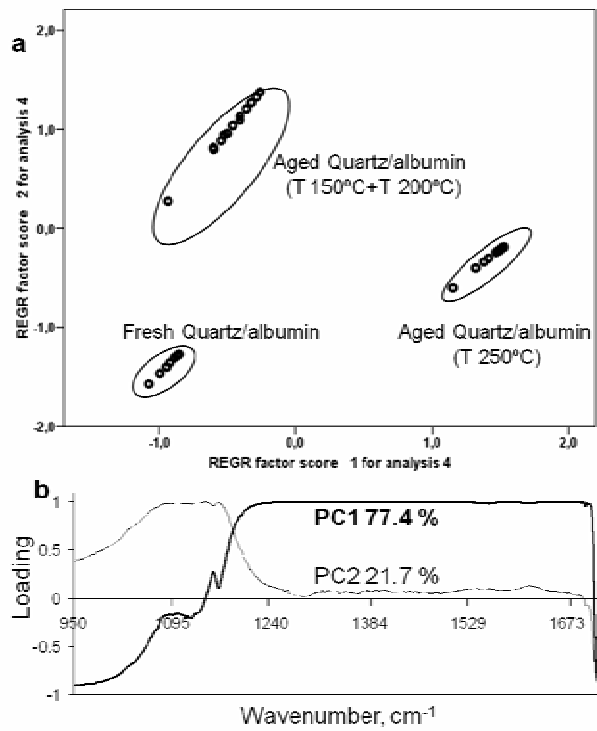 a
2,0
1,0
0,0
-1,0
-2,0
REGR factor score 2 for analysis 4
Aged Quartz/albumin
(T 150ºC+T 200ºC)
Fresh Quartz/albumin
Aged Quartz/albumin
(T 250ºC)
-1,0 0,0 1,0 2,0
REGR factor score 1 for analysis 4
b
1
0.5
0
-0.5
-1
Loading
PC1 77.4 %
PC2 21.7 %
950 1095 1240 1384 1529 1673
Wavenumber, cm-1